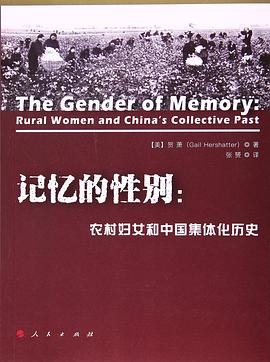 The Gender of Memory:
Rural Women and China's Collective Past
【美】贺 萧 (Gail Hershatter) ◎ 著
张 赟 ◎ 译
记忆的性别:
农村妇女和中国集体化历史
人民出版社